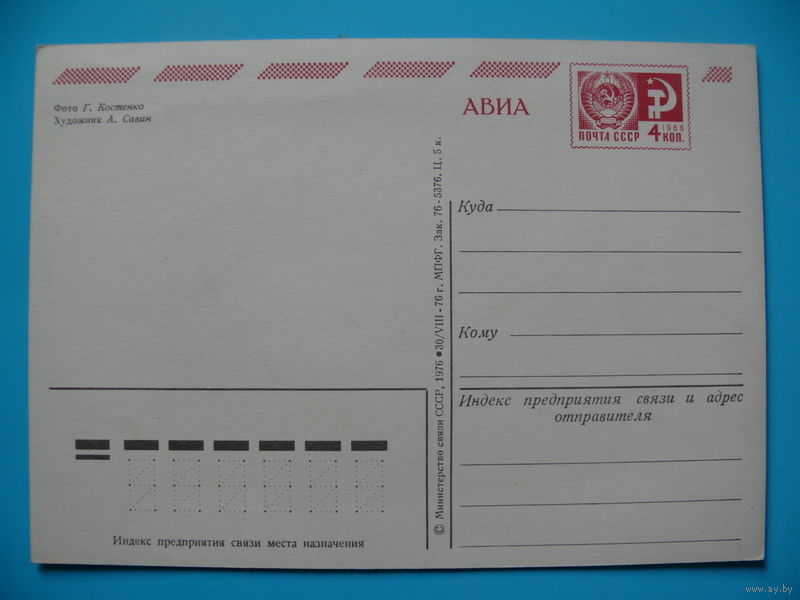 Фото Г. Костенко
Художник А. Савин
АВИА
ПОЧТА СССР
1966
4 КОП.
Куда
Кому
Индекс предприятия связи и адрес
отправителя
© Министерство связи СССР, 1976 ● 30/VIII - 76 г. МПФГ. Зак. 76 - 5376. Ц. 5 к.
Индекс предприятия связи места назначения
www.ay.by